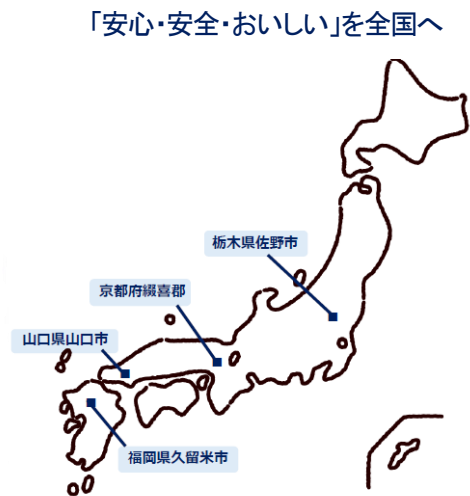 「安心・安全・おいしい」を全国へ
栃木県佐野市
京都府綴喜郡
山口県山口市
福岡県久留米市